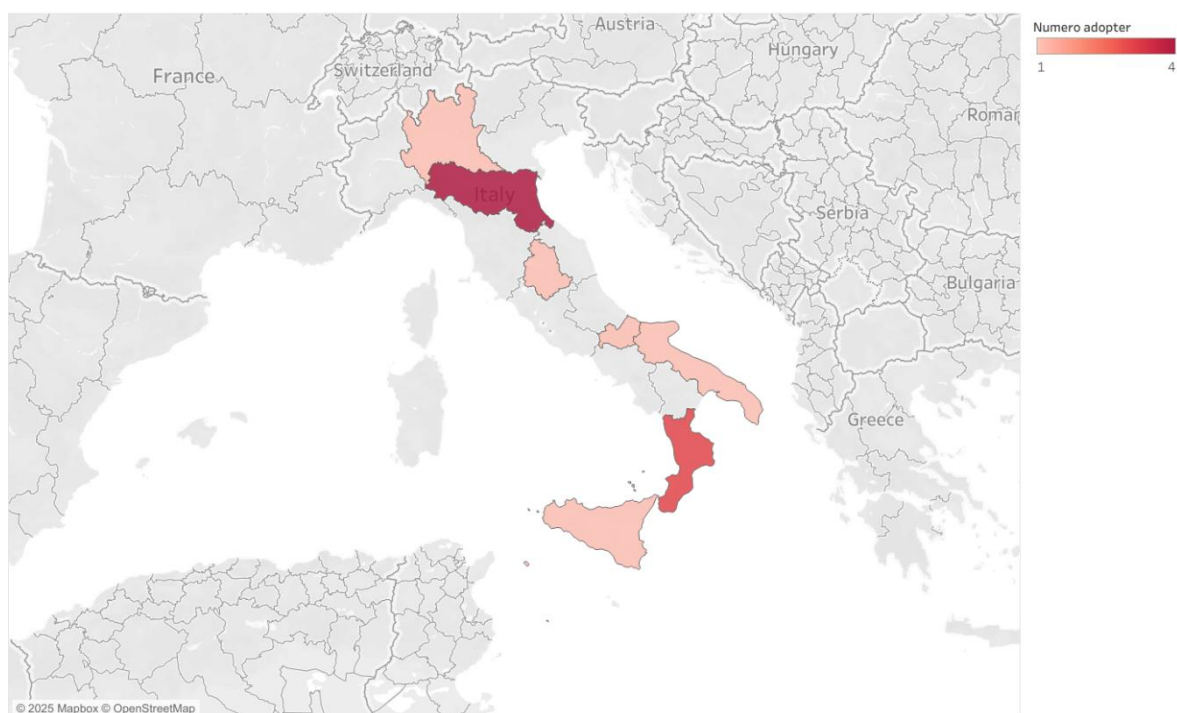 Austria
Hungary
France
Switzerland
Roman
Italy
Serbia
Bulgaria
Greece
© 2025 Mapbox © OpenStreetMap
Numero adopter
1
4